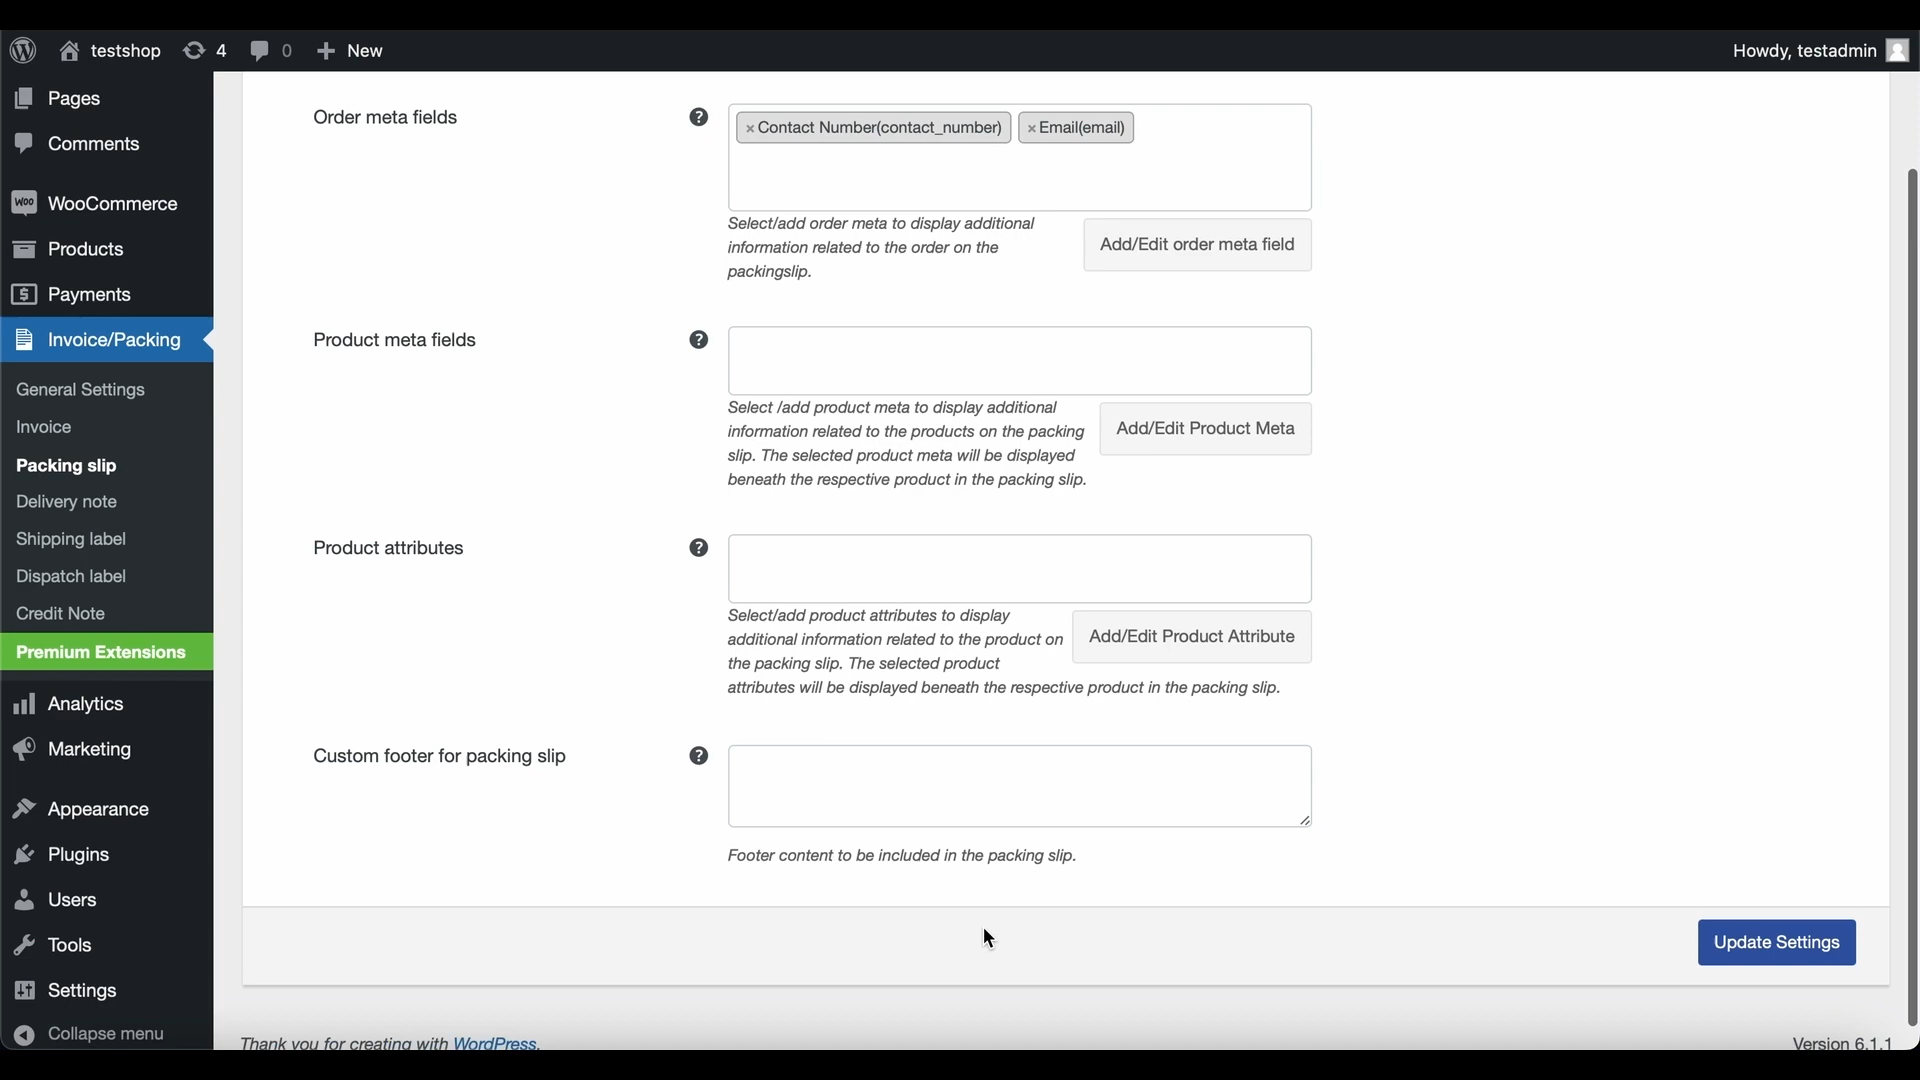 testshop
4
0
New
Howdy, testadmin
Pages
Comments
WooCommerce
Products
Payments
Invoice/Packing
General Settings
Invoice
Packing slip
Delivery note
Shipping label
Dispatch label
Credit Note
Premium Extensions
Analytics
Marketing
Appearance
Plugins
Users
Tools
Settings
Collapse menu
Order meta fields
?
× Contact Number(contact_number)
× Email(email)
Select/add order meta to display additional
information related to the order on the
packingslip.
Add/Edit order meta field
Product meta fields
?
Select /add product meta to display additional
information related to the products on the packing
slip. The selected product meta will be displayed
beneath the respective product in the packing slip.
Add/Edit Product Meta
Product attributes
?
Select/add product attributes to display
additional information related to the product on
the packing slip. The selected product
attributes will be displayed beneath the respective product in the packing slip.
Add/Edit Product Attribute
Custom footer for packing slip
?
Footer content to be included in the packing slip.
Update Settings
Thank you for creating with WordPress.
Version 6.1.1